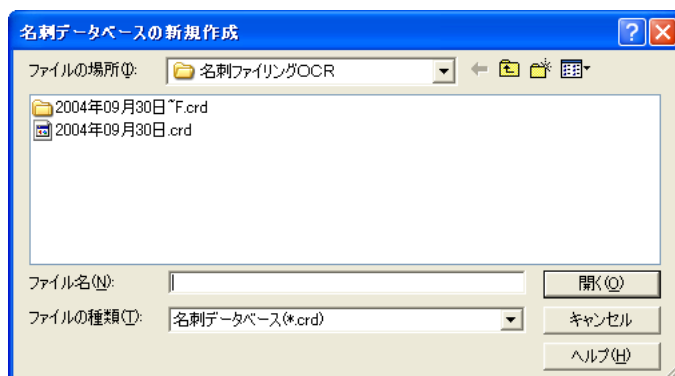 名刺データベースの新規作成
ファイルの場所(I): 名刺ファイリングOCR
2004年09月30日~F.crd
2004年09月30日.crd
ファイル名(N): 開く(O)
ファイルの種類(T): 名刺データベース(*.crd) キャンセル
ヘルプ(H)